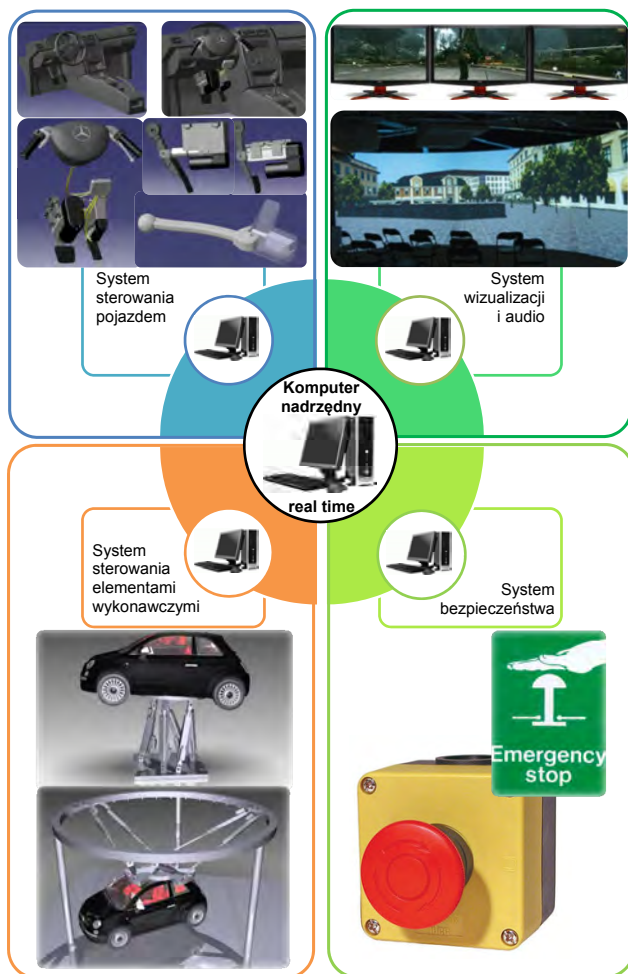 System
sterowania
pojazdem
System
wizualizacji
i audio
Komputer
nadrzędny
real time
System
sterowania
elementami
wykonawczymi
System
bezpieczeństwa
Emergency
stop